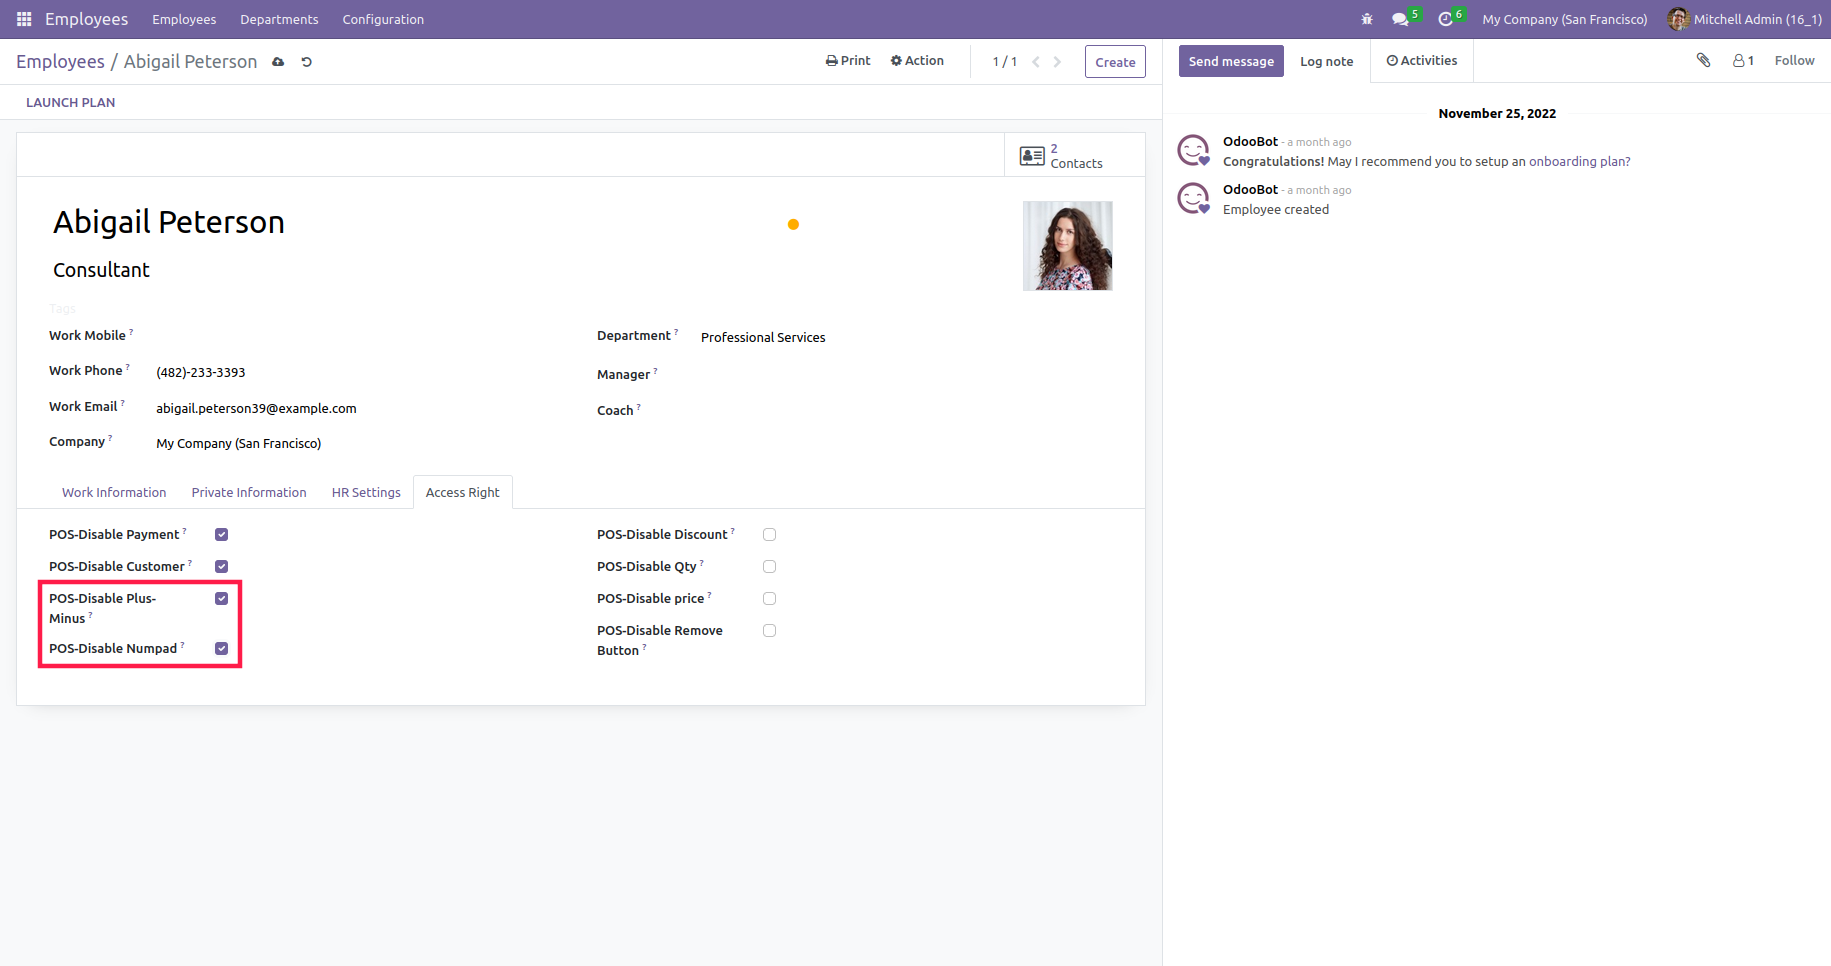 Employees Employees Departments Configuration 5 6 My Company (San Francisco) Mitchell Admin (16_1)
Employees / Abigail Peterson Print Action 1 / 1 Create
LAUNCH PLAN
2
Contacts
Abigail Peterson
Consultant
Tags
Work Mobile ?
Work Phone ? (482)-233-3393
Work Email ? abigail.peterson39@example.com
Company ? My Company (San Francisco)
Department ? Professional Services
Manager ?
Coach ?
Work Information Private Information HR Settings Access Right
POS-Disable Payment ?
POS-Disable Customer ?
POS-Disable Plus-
Minus ?
POS-Disable Numpad ?
POS-Disable Discount ?
POS-Disable Qty ?
POS-Disable price ?
POS-Disable Remove
Button ?
Send message Log note Activities 1 Follow
November 25, 2022
OdooBot - a month ago
Congratulations! May I recommend you to setup an onboarding plan?
OdooBot - a month ago
Employee created